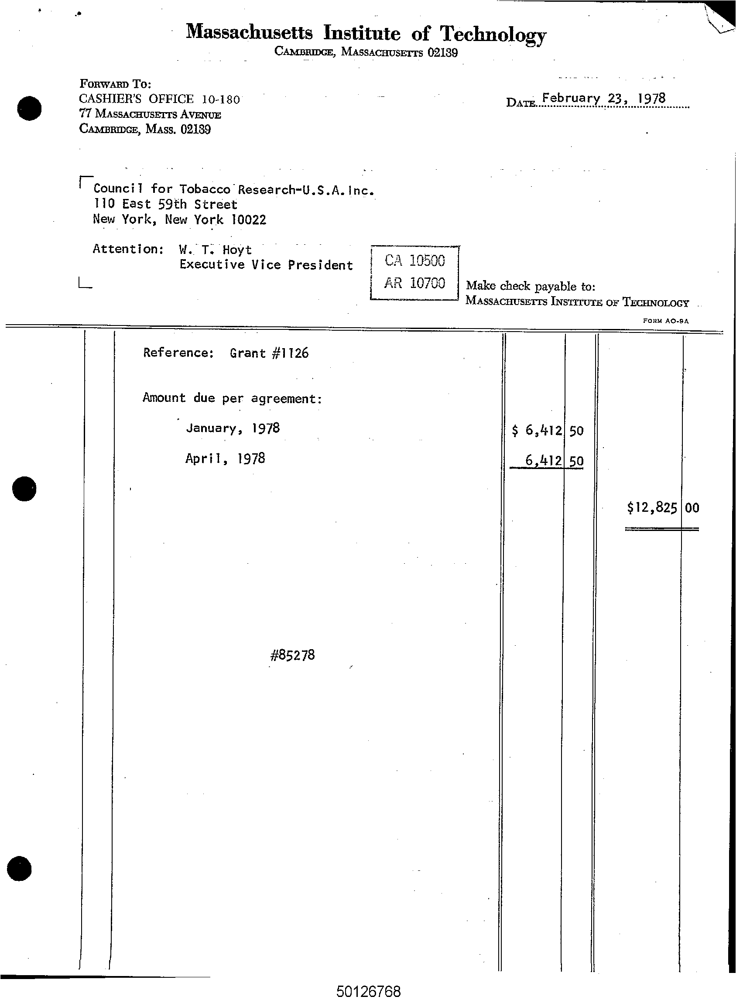 Massachusetts Institute of Technology
CAMBRIDGE, MASSACHUSETTS 02139
FORWARD TO:
CASHIER'S OFFICE 10-180
77 MASSACHUSETTS AVENUE
CAMBRIDGE, MASS. 02139
DATE February 23, 1978
Council for Tobacco Research-U.S.A.Inc.
110 East 59th Street
New York, New York 10022
Attention: W. T. Hoyt
Executive Vice President
CA 10500
AR 10700
Make check payable to:
MASSACHUSETTS INSTITUTE OF TECHNOLOGY
FORM AO-9A
Reference: Grant #1126
Amount due per agreement:
January, 1978 $ 6,412 50
April, 1978 6,412 50
$12,825 00
#85278
50126768